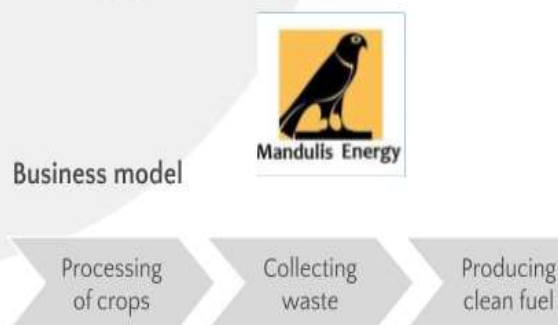 Mandulis Energy
Business model
Processing
of crops
Collecting
waste
Producing
clean fuel